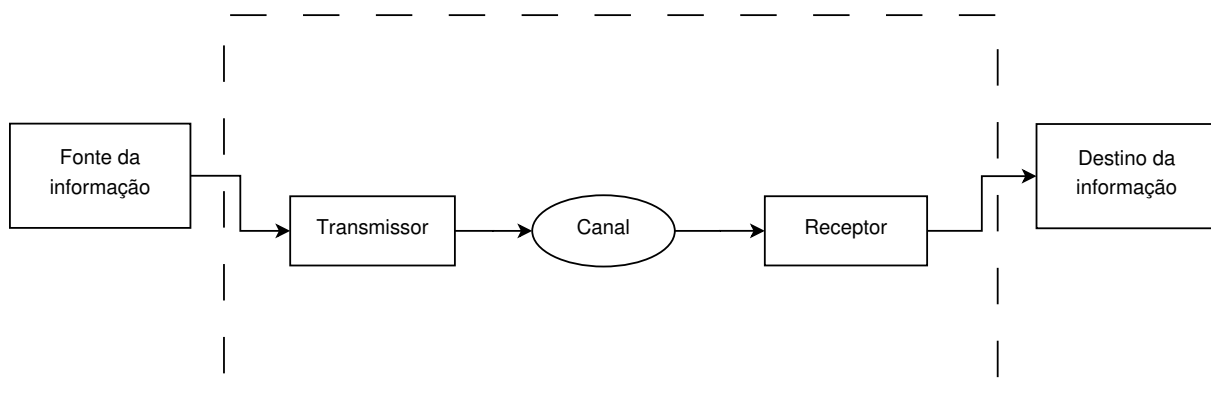 Fonte da
informação
Transmissor
Canal
Receptor
Destino da
informação